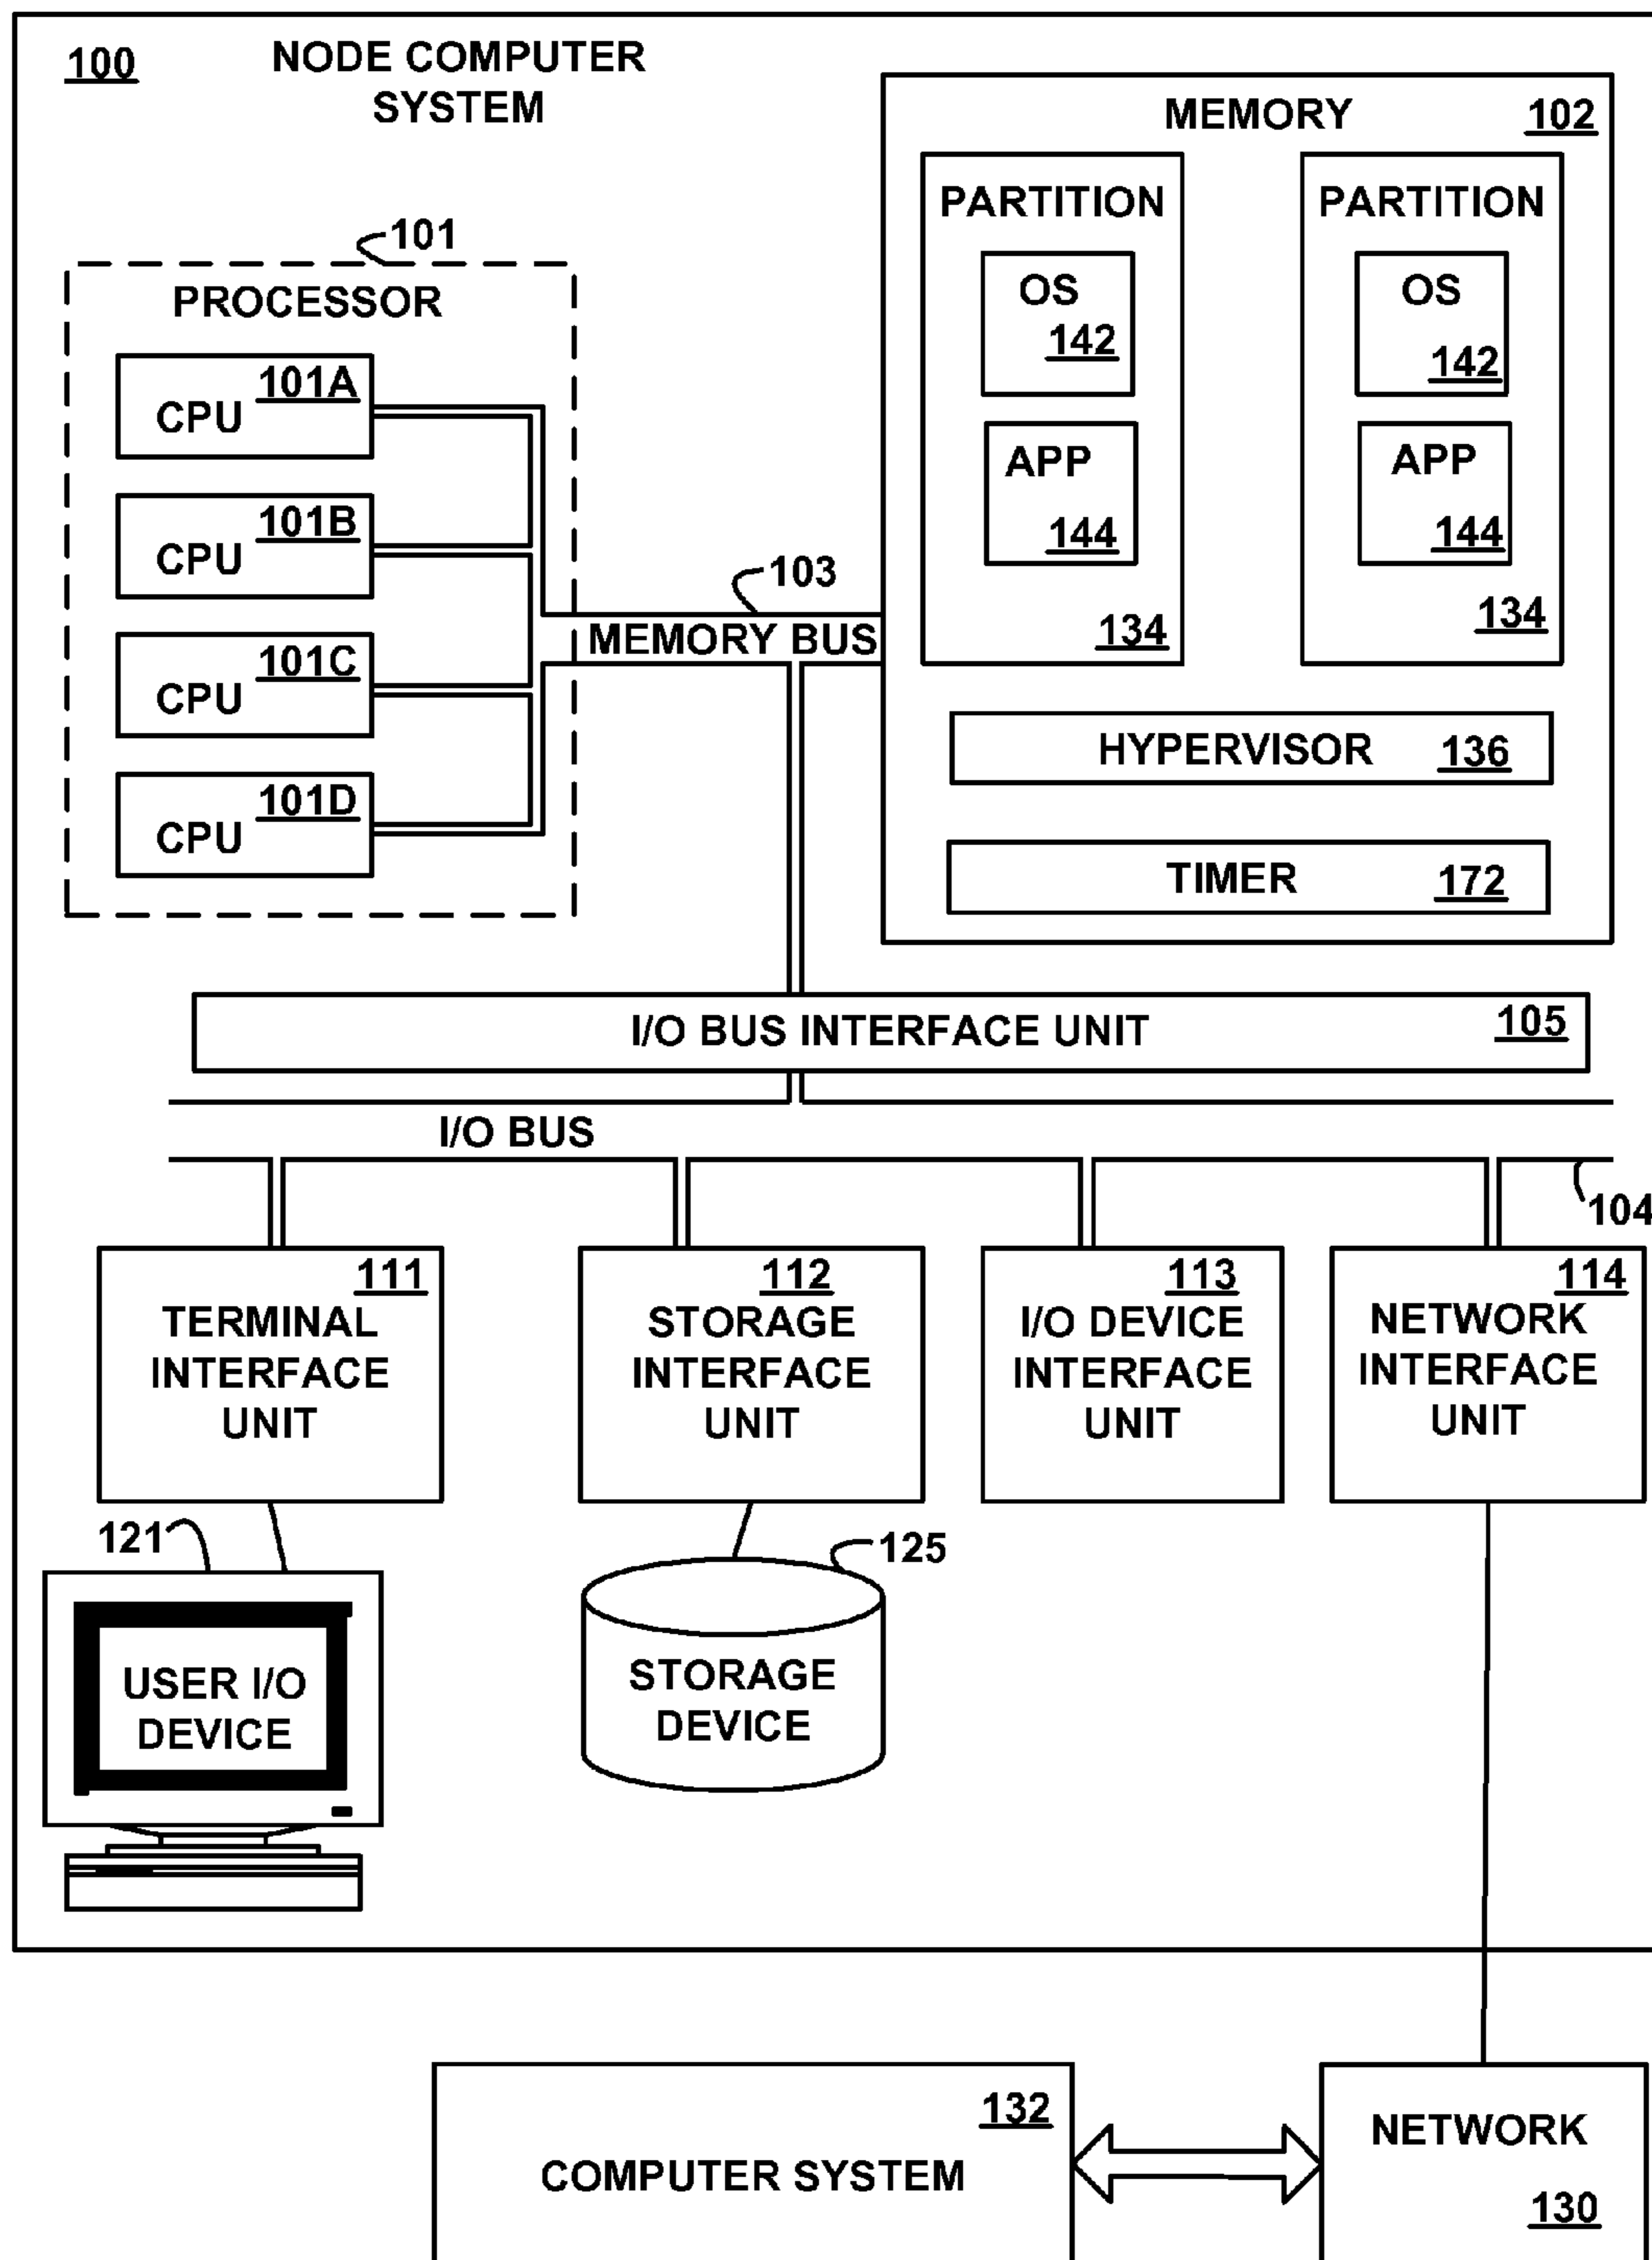 100
NODE COMPUTER
SYSTEM
MEMORY 102
PARTITION
OS
142
APP
144
134
PARTITION
OS
142
APP
144
134
HYPERVISOR 136
TIMER 172
101
PROCESSOR
101A
CPU
101B
CPU
101C
CPU
101D
CPU
103
MEMORY BUS
I/O BUS INTERFACE UNIT 105
I/O BUS
104
111
TERMINAL
INTERFACE
UNIT
112
STORAGE
INTERFACE
UNIT
113
I/O DEVICE
INTERFACE
UNIT
114
NETWORK
INTERFACE
UNIT
121
USER I/O
DEVICE
125
STORAGE
DEVICE
132
COMPUTER SYSTEM
NETWORK
130